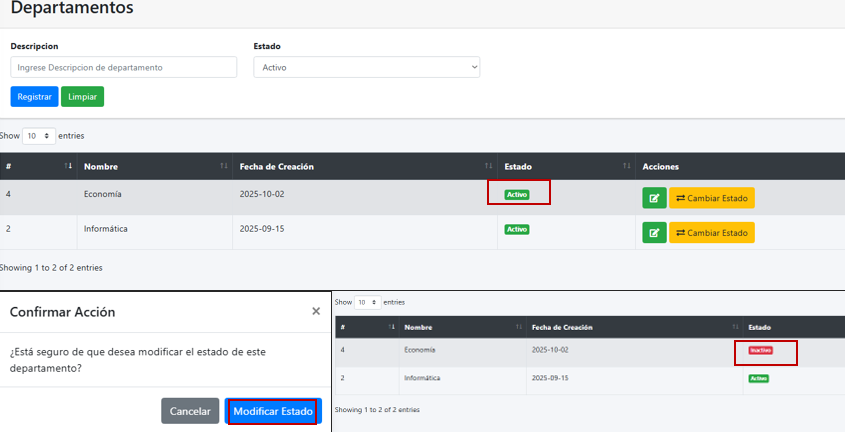 Departamentos
Descripcion Estado
Ingrese Descripcion de departamento Activo
Registrar Limpiar
Show 10 entries
# Nombre Fecha de Creación Estado Acciones
4 Economía 2025-10-02 Activo Cambiar Estado
2 Informática 2025-09-15 Activo Cambiar Estado
Showing 1 to 2 of 2 entries
Confirmar Acción ×
¿Está seguro de que desea modificar el estado de este
departamento?
Cancelar Modificar Estado
Show 10 entries
# Nombre Fecha de Creación Estado
4 Economía 2025-10-02 Inactivo
2 Informática 2025-09-15 Activo
Showing 1 to 2 of 2 entries